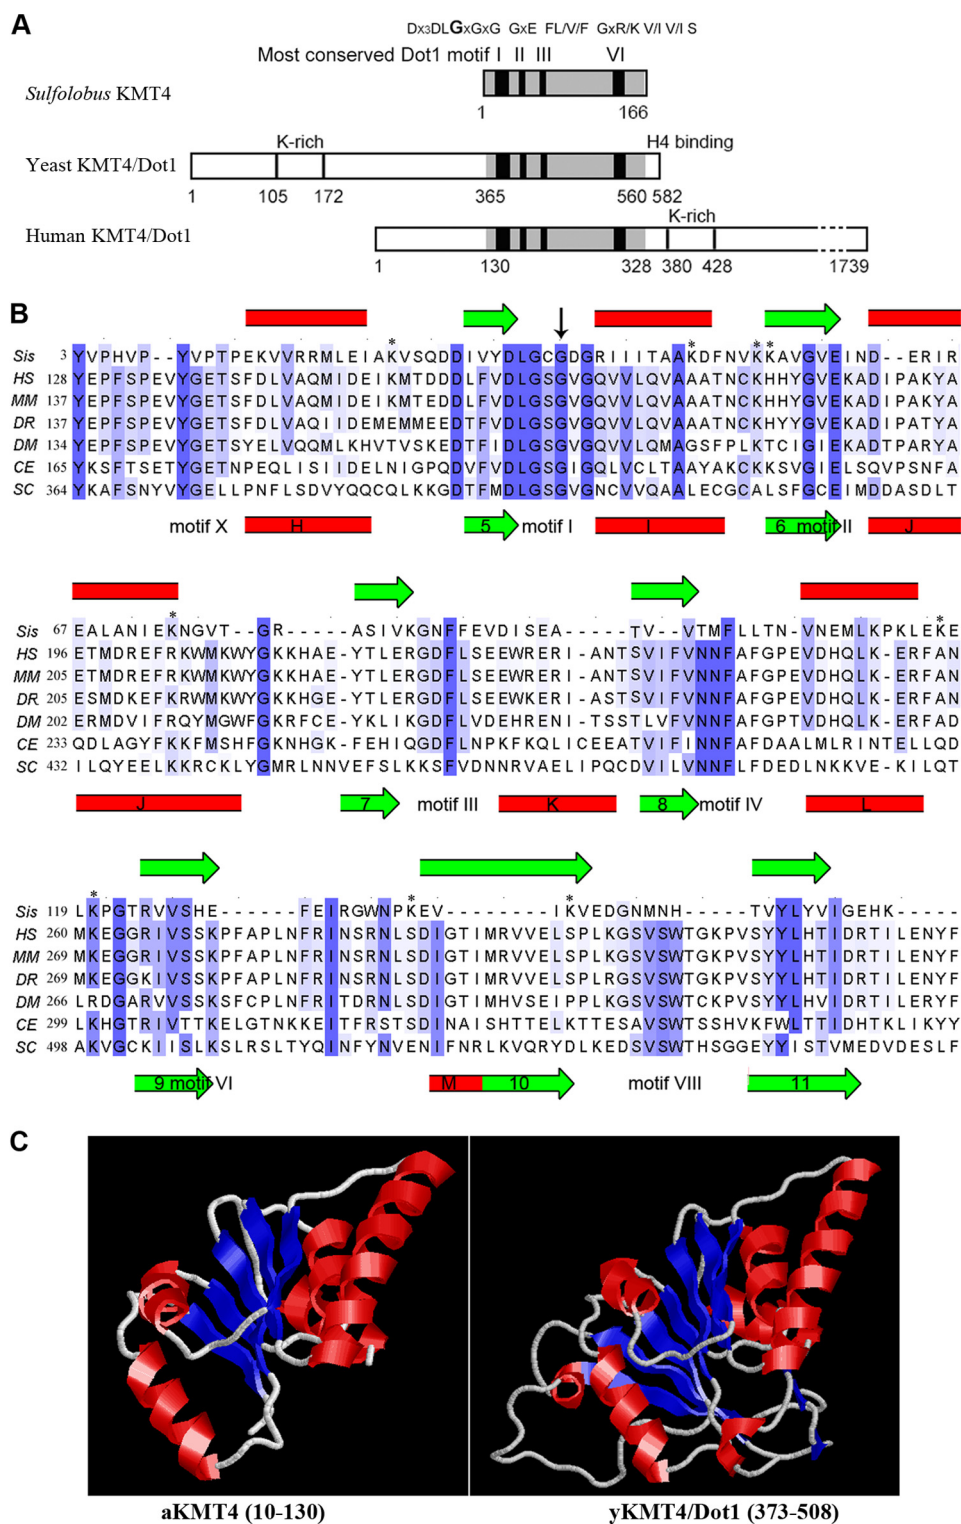 A
Dx3DLGxGxG GxE FL/V/F GxR/K V/I V/I S
Most conserved Dot1 motif I II III VI
Sulfolobus KMT4
1 166
K-rich H4 binding
Yeast KMT4/Dot1
1 105 172 365 560 582
K-rich
Human KMT4/Dot1
1 130 328 380 428 1739
B
* * * *
Sis 3 YVPHVP--YVPTPEKVVRRMLEIAKVSQDDIVYDLGCGDGRIIITAAKDFNVKKAVGVEIND--ERIR
HS 128 YEPFSPEVYGETSFDLVAQMIDEIKMTDDDLFVDLGSGVGQVVLQVAAATNCKHHYGVEKADIPAKYA
MM 137 YEPFSPEVYGETSFDLVAQMIDEIKMTEDDLFVDLGSGVGQVVLQVAAATNCKHHYGVEKADIPAKYA
DR 137 YEPFSPEVYGETSFDLVAQIIDEMEMMEEDTFVDLGSGVGQVVLQVAAATNCKHYYGVEKADIPATYA
DM 134 YEPFSPEVYGETSYELVQQMLKHVTVSKEDTFIDLGSGVGQVVLQMAGSFPLKTCIGIEKADTPARYA
CE 165 YKSFTSETYGETNPEQLISIIDELNIGPQDVFVDLGSGIGQLVCLTAAYAKCKKSVGIELSQVPSNFA
SC 364 YKAFSNYVYGELLPNFLSDVYQQCQLKKGDTFMDLGSGVGNCVVQAALECGCALSFGCEIMDDASDLT
motif X H 5 motif I I 6 motif II J
* *
Sis 67 EALANIEKNGVT--GR----ASIVKGNFFEVDISEA-----TV--VTMFLLTN-VNEMLKPKLEKE
HS 196 ETMDREFRKWMKWYGKKHAE-YTLERGDFLSEEWRERI-ANTSVIFVNNFAFGPEVDHQLK-ERFAN
MM 205 ETMDREFRKWMKWYGKKHAE-YTLERGDFLSEEWRERI-ANTSVIFVNNFAFGPEVDHQLK-ERFAN
DR 205 ESMDKEFRKWMKWYGKKHGE-YTLERGDFLSEEWKERI-ASTSVIFVNNFAFGPEVDHQLK-ERFAN
DM 202 ERMDVIFRQYMGWFGKRFCE-YKLIKGDFLVDEHRENI-TSSTLVFVNNFAFGPTVDHQLK-ERFAD
CE 233 QDLAGYFKKFMSHFGKNHGK-FEHIQGDFLNPKFKQLICEEATVIFINNFAFDAALMLRINTELLQD
SC 432 ILQYEELKKRCKLYGMRLNNVEFSLKKSFVDNNRVAELIPQCDVILVNNFLFDEDLNKKVE-KILQT
J 7 motif III K 8 motif IV L
* * *
Sis 119 LKPGTRVVSHE------FEIRGWNPKEV--------IKVEDGNMNH-----TVYLYVIGEHK----
HS 260 MKEGGRIVSSKPFAPLNFRINSRNLSDIGTIMRVVELSPLKGSVSWTGKPVSYYLHTIDRTILENYF
MM 269 MKEGGRIVSSKPFAPLNFRINSRNLSDIGTIMRVVELSPLKGSVSWTGKPVSYYLHTIDRTILENYF
DR 269 MKEGGKIVSSKPFAPLNFRINSRNLSDIGTIMRVVELSPLRGSVSWTGKPVSYYLHTIDRTILENYF
DM 266 LRDGARVVSSKSFCPLNFRITDRNLSDIGTIMHVSEIPPLKGSVSWTCKPVSYYLHVIDRTILERYF
CE 299 LKHGTRIVTTKELGTNKKEITFRSTSDINAISHTTELKTTESAVSWTSSHVKFWLTTIDHTKLIKYY
SC 498 AKVGCKIISLKSLRSLTYQINFYNVENIFNRLKVQRYDLKEDSVSWTHSGGEYYISTVMEDVDESLF
9 motif VI M 10 motif VIII 11
C
aKMT4 (10-130) yKMT4/Dot1 (373-508)